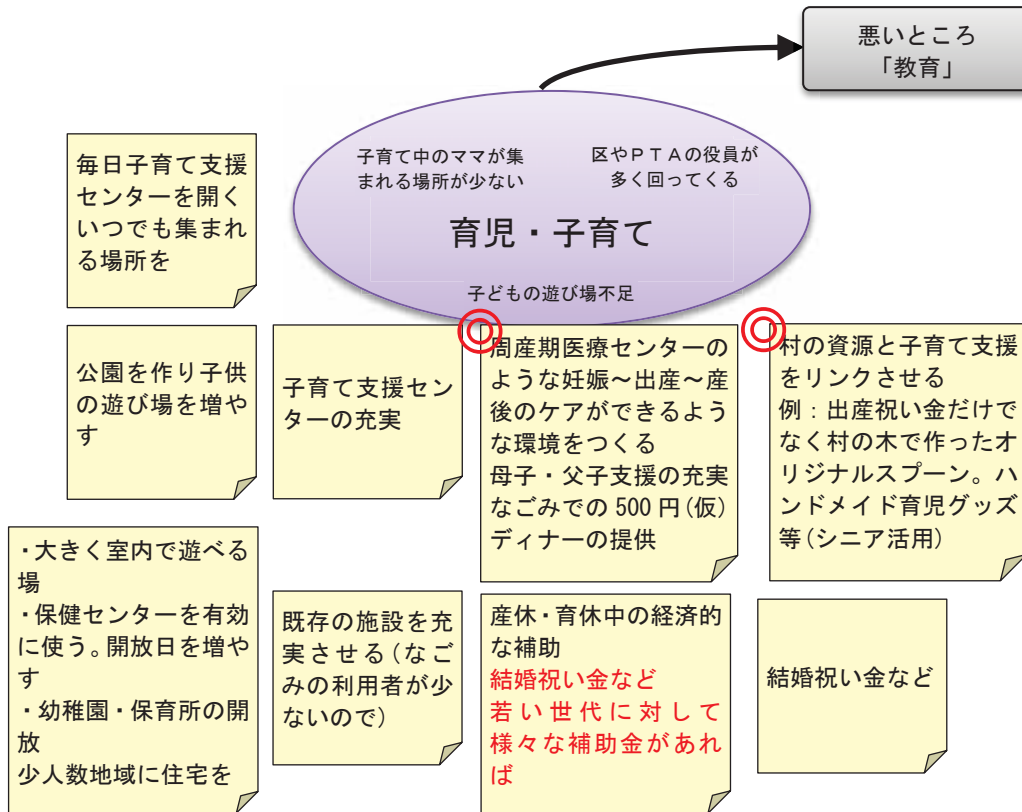 悪いところ
「教育」
子育て中のママが集
まれる場所が少ない
区やPTAの役員が
多く回ってくる
育児・子育て
子どもの遊び場不足
毎日子育て支援
センターを開く
いつでも集まれ
る場所を
公園を作り子供
の遊び場を増や
す
子育て支援セン
ターの充実
周産期医療センターの
ような妊娠~出産~産
後のケアができるよう
な環境をつくる
母子・父子支援の充実
なごみでの500円(仮)
ディナーの提供
村の資源と子育て支援
をリンクさせる
例:出産祝い金だけで
なく村の木で作ったオ
リジナルスプーン。ハ
ンドメイド育児グッズ
等(シニア活用)
・大きく室内で遊べる
場
・保健センターを有効
に使う。開放日を増や
す
・幼稚園・保育所の開
放
少人数地域に住宅を
既存の施設を充
実させる(なご
みの利用者が少
ないので)
産休・育休中の経済的
な補助
結婚祝い金など
若い世代に対して
様々な補助金があれ
ば
結婚祝い金など